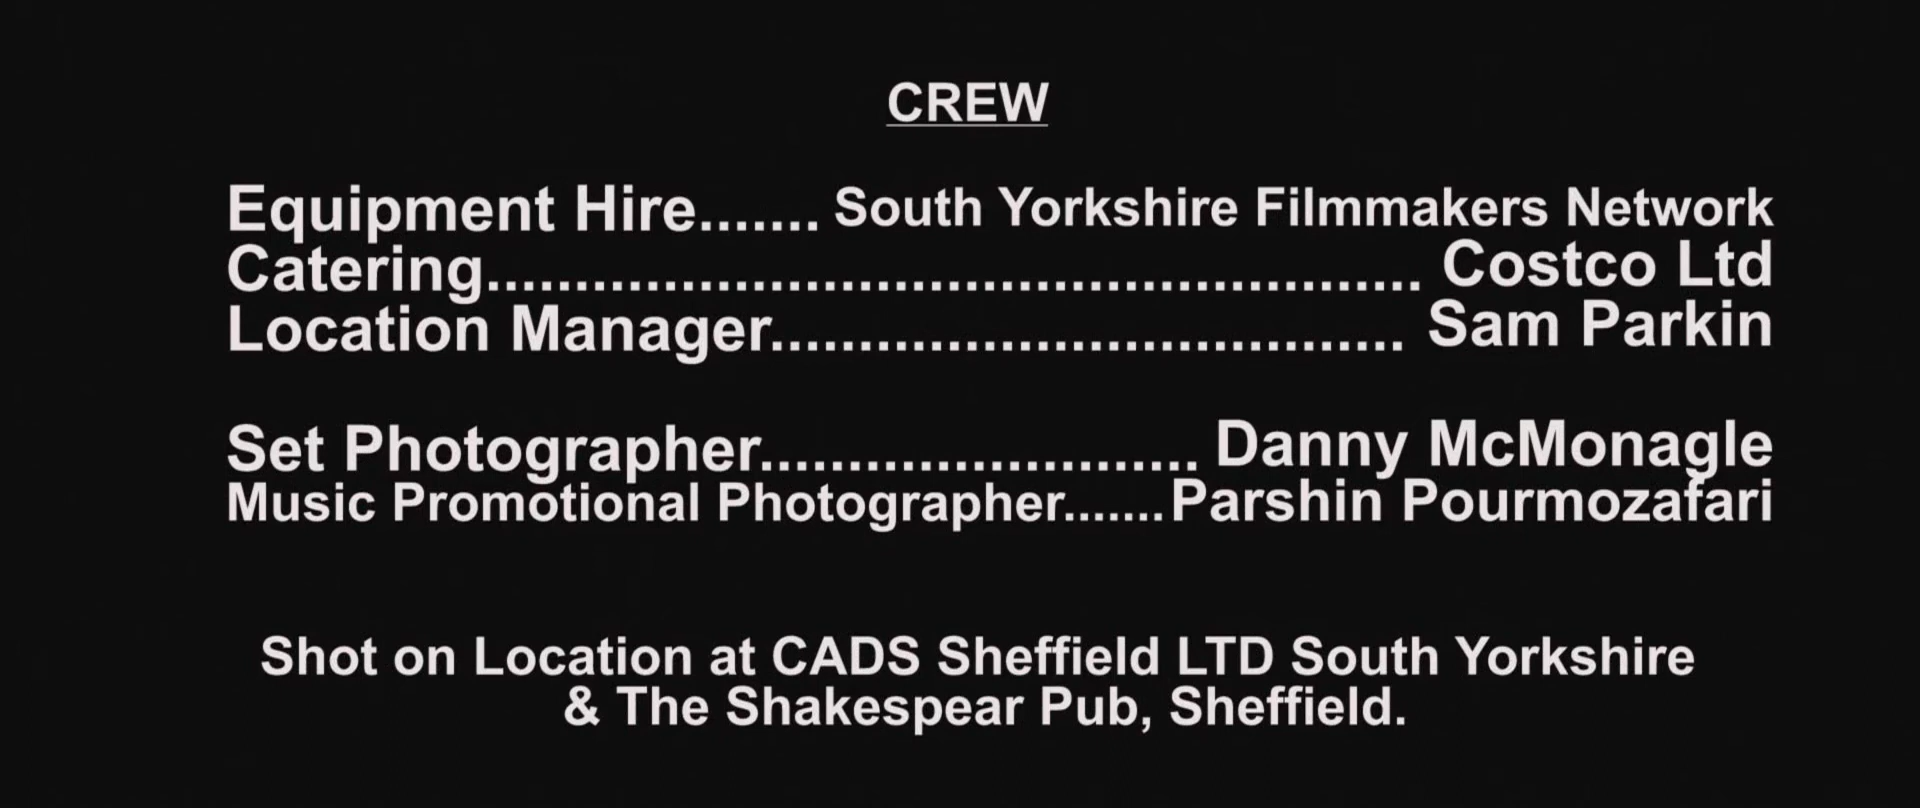 CREW
Equipment Hire....... South Yorkshire Filmmakers Network
Catering..................................................... Costco Ltd
Location Manager.................................... Sam Parkin
Set Photographer......................... Danny McMonagle
Music Promotional Photographer.......Parshin Pourmozafari
Shot on Location at CADS Sheffield LTD South Yorkshire
& The Shakespear Pub, Sheffield.